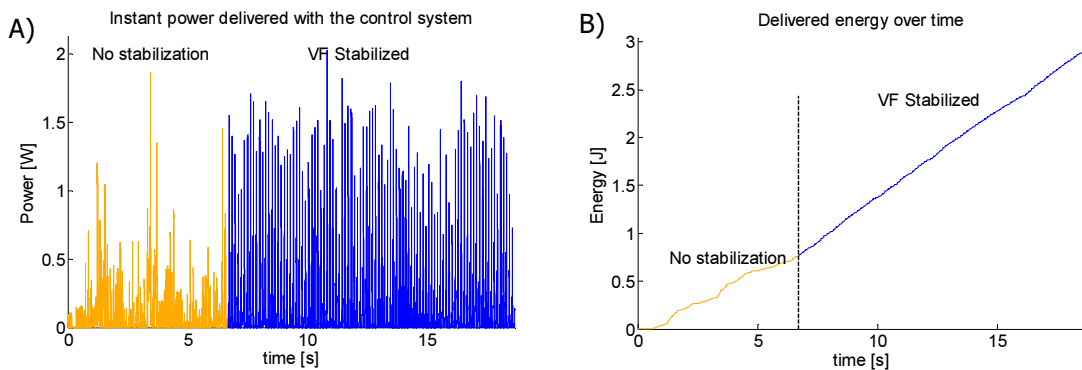 A)
Instant power delivered with the control system
No stabilization
VF Stabilized
Power [W]
2
1.5
1
0.5
0
0
5
10
15
time [s]
B)
Delivered energy over time
VF Stabilized
No stabilization
Energy [J]
3
2.5
2
1.5
1
0.5
0
0
5
10
15
time [s]